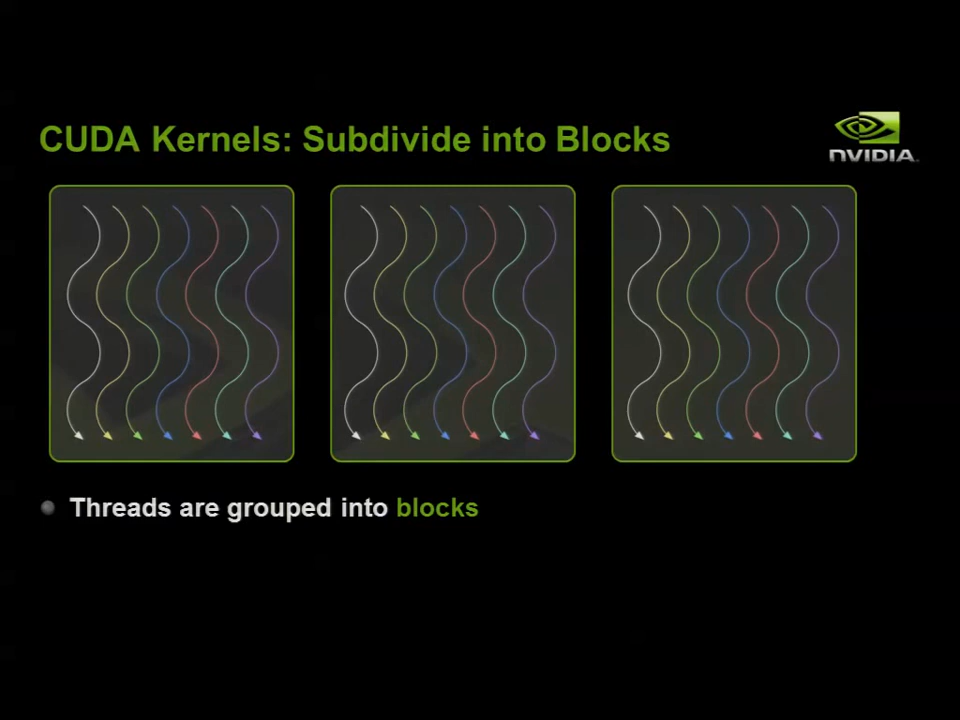 CUDA Kernels: Subdivide into Blocks
NVIDIA.
Threads are grouped into blocks